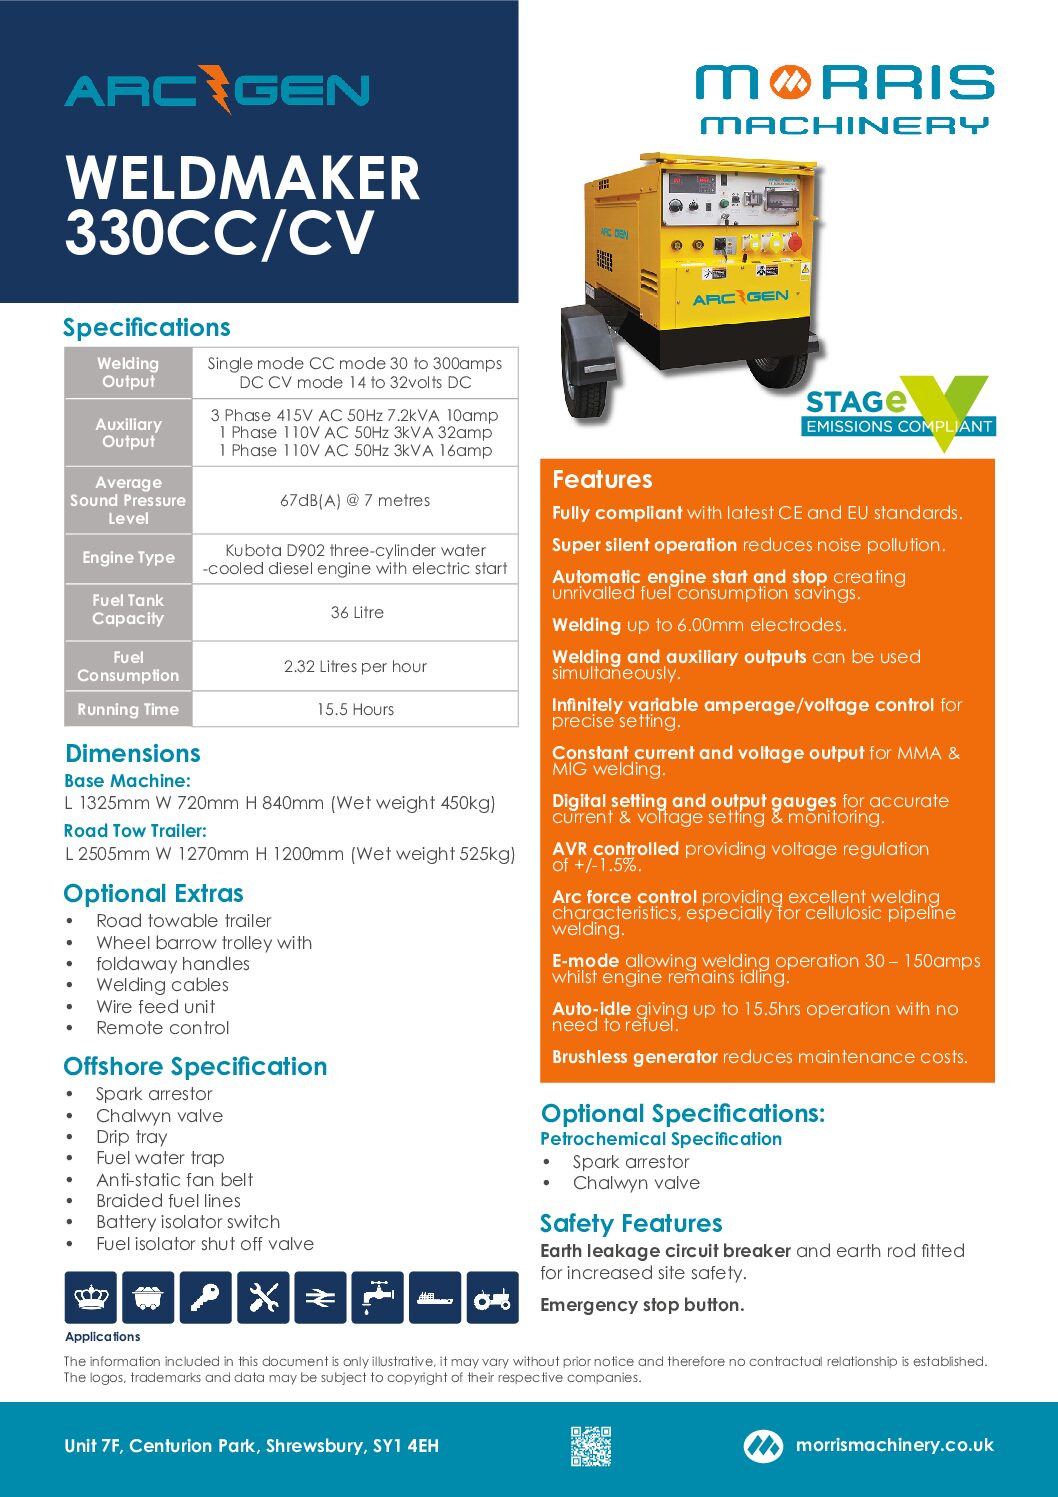 ARC GEN
WELDMAKER
330CC/CV
MORRIS
MACHINERY
ARC GEN
ARC GEN
STAGe V
EMISSIONS COMPLIANT
Specifications
Welding
Output
Single mode CC mode 30 to 300amps
DC CV mode 14 to 32volts DC
Auxiliary
Output
3 Phase 415V AC 50Hz 7.2kVA 10amp
1 Phase 110V AC 50Hz 3kVA 32amp
1 Phase 110V AC 50Hz 3kVA 16amp
Average
Sound Pressure
Level
67dB(A) @ 7 metres
Engine Type
Kubota D902 three-cylinder water
-cooled diesel engine with electric start
Fuel Tank
Capacity
36 Litre
Fuel
Consumption
2.32 Litres per hour
Running Time
15.5 Hours
Dimensions
Base Machine:
L 1325mm W 720mm H 840mm (Wet weight 450kg)
Road Tow Trailer:
L 2505mm W 1270mm H 1200mm (Wet weight 525kg)
Optional Extras
• Road towable trailer
• Wheel barrow trolley with
• foldaway handles
• Welding cables
• Wire feed unit
• Remote control
Offshore Specification
• Spark arrestor
• Chalwyn valve
• Drip tray
• Fuel water trap
• Anti-static fan belt
• Braided fuel lines
• Battery isolator switch
• Fuel isolator shut off valve
Applications
Features
Fully compliant with latest CE and EU standards.
Super silent operation reduces noise pollution.
Automatic engine start and stop creating
unrivalled fuel consumption savings.
Welding up to 6.00mm electrodes.
Welding and auxiliary outputs can be used
simultaneously.
Infinitely variable amperage/voltage control for
precise setting.
Constant current and voltage output for MMA &
MIG welding.
Digital setting and output gauges for accurate
current & voltage setting & monitoring.
AVR controlled providing voltage regulation
of +/-1.5%.
Arc force control providing excellent welding
characteristics, especially for cellulosic pipeline
welding.
E-mode allowing welding operation 30 – 150amps
whilst engine remains idling.
Auto-idle giving up to 15.5hrs operation with no
need to refuel.
Brushless generator reduces maintenance costs.
Optional Specifications:
Petrochemical Specification
• Spark arrestor
• Chalwyn valve
Safety Features
Earth leakage circuit breaker and earth rod fitted
for increased site safety.
Emergency stop button.
The information included in this document is only illustrative, it may vary without prior notice and therefore no contractual relationship is established.
The logos, trademarks and data may be subject to copyright of their respective companies.
Unit 7F, Centurion Park, Shrewsbury, SY1 4EH
morrismachinery.co.uk